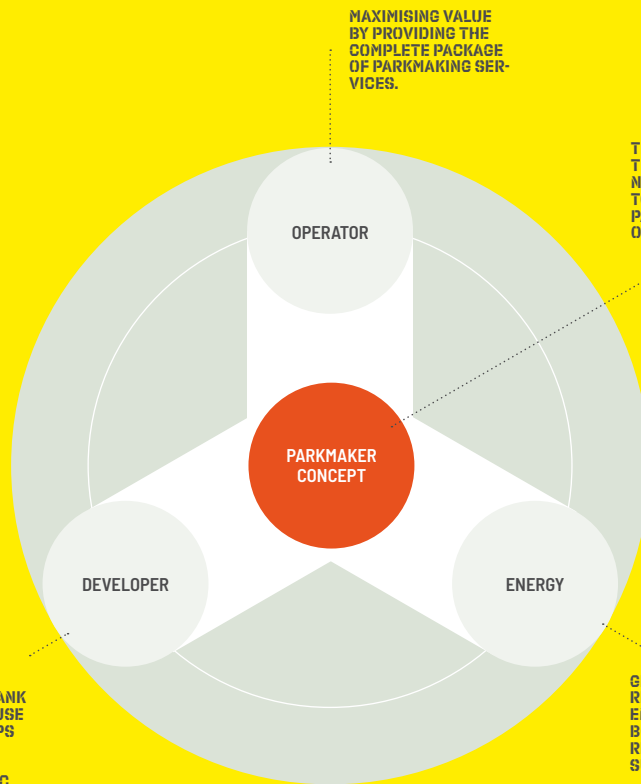 MAXIMISING VALUE
BY PROVIDING THE
COMPLETE PACKAGE
OF PARKMAKING SER-
VICES.
OPERATOR
PARKMAKER
CONCEPT
DEVELOPER
ENERGY